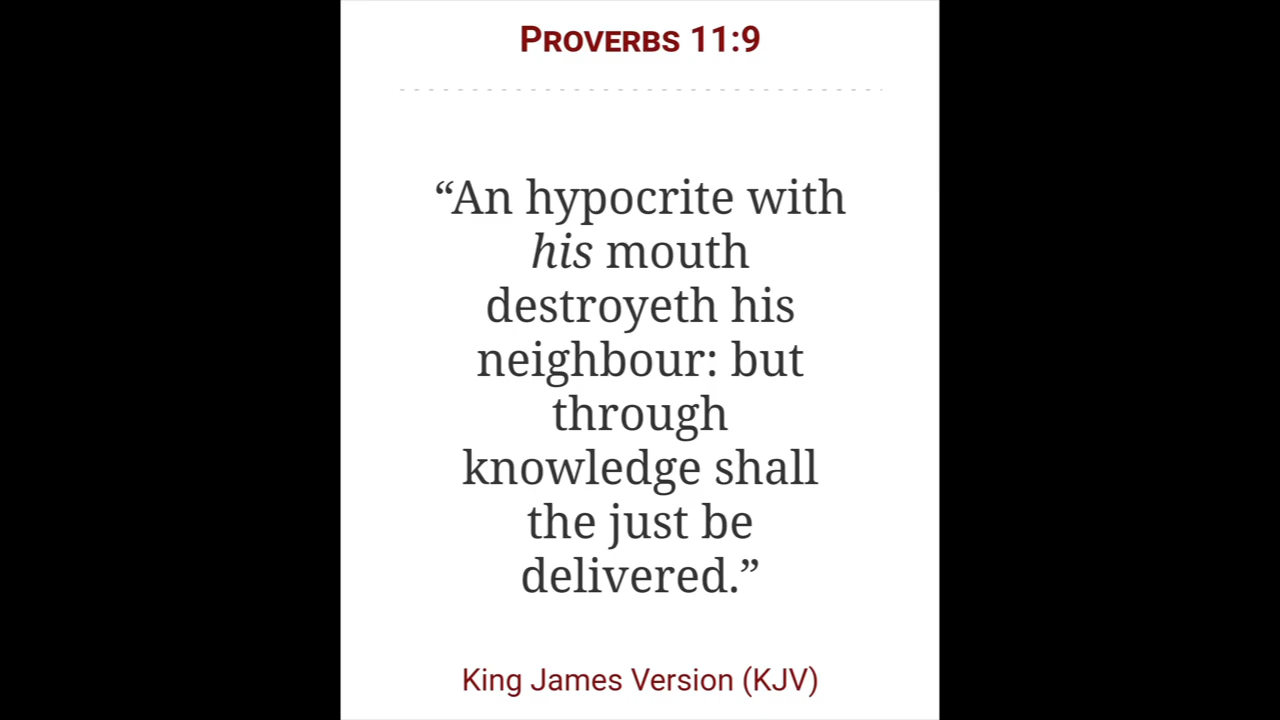 PROVERBS 11:9
“An hypocrite with
his mouth
destroyeth his
neighbour: but
through
knowledge shall
the just be
delivered.”
King James Version (KJV)